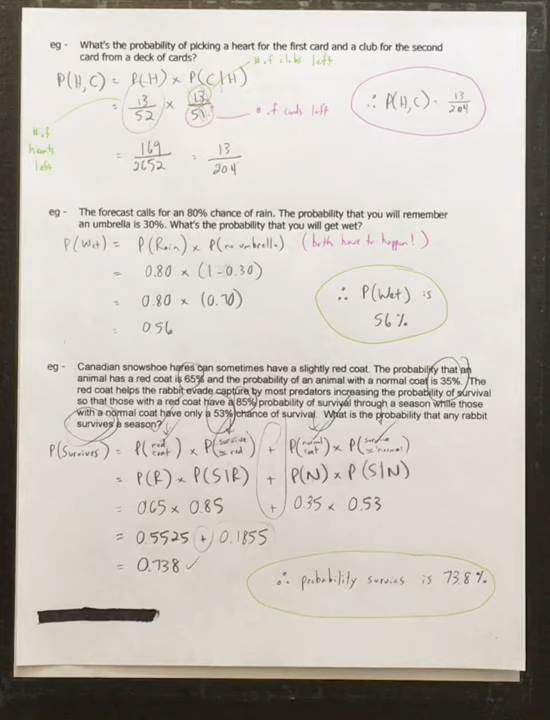 eg - What's the probability of picking a heart for the first card and a club for the second
card from a deck of cards?
# of clubs left
P(H,C) = P(H) × P(C|H)
= 13/52 × 13/51
# of cards left
# of
hearts
left
∴ P(H,C) = 13/204
= 169/2652 = 13/204
eg - The forecast calls for an 80% chance of rain. The probability that you will remember
an umbrella is 30%. What's the probability that you will get wet?
P(Wet) = P(Rain) × P(no umbrella) (both have to happen!)
= 0.80 × (1-0.30)
= 0.80 × (0.70)
= 0.56
∴ P(Wet) is
56%
eg - Canadian snowshoe hares can sometimes have a slightly red coat. The probability that an
animal has a red coat is 65% and the probability of an animal with a normal coat is 35%. The
red coat helps the rabbit evade capture by most predators increasing the probability of survival
so that those with a red coat have a 85% probability of survival through a season while those
with a normal coat have only a 53% chance of survival. What is the probability that any rabbit
survives a season?
P(Survives) = P(red coat) × P(survive red) + P(normal coat) × P(survive normal)
= P(R) × P(S|R) + P(N) × P(S|N)
= 0.65 × 0.85 + 0.35 × 0.53
= 0.5525 + 0.1855
= 0.738 ✓
∴ probability survives is 73.8%